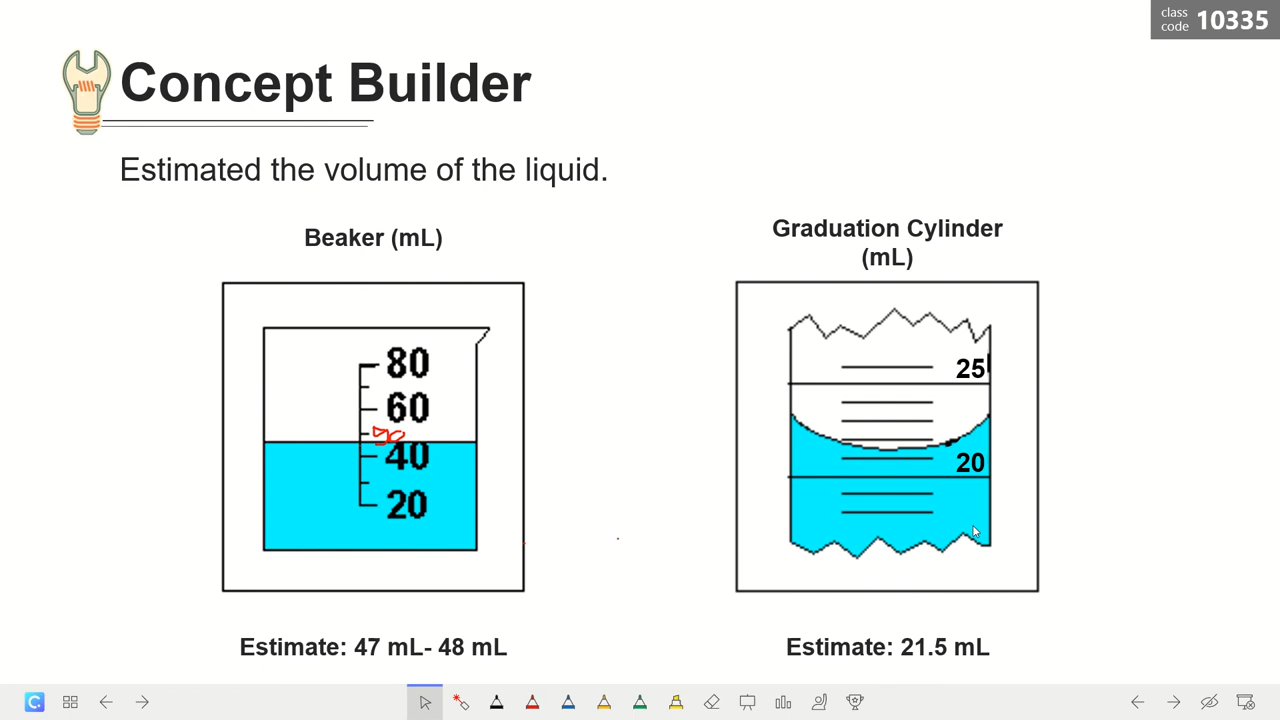 class
code 10335
Concept Builder
Estimated the volume of the liquid.
Beaker (mL)
80
60
40
20
Estimate: 47 mL- 48 mL
Graduation Cylinder
(mL)
25
20
Estimate: 21.5 mL